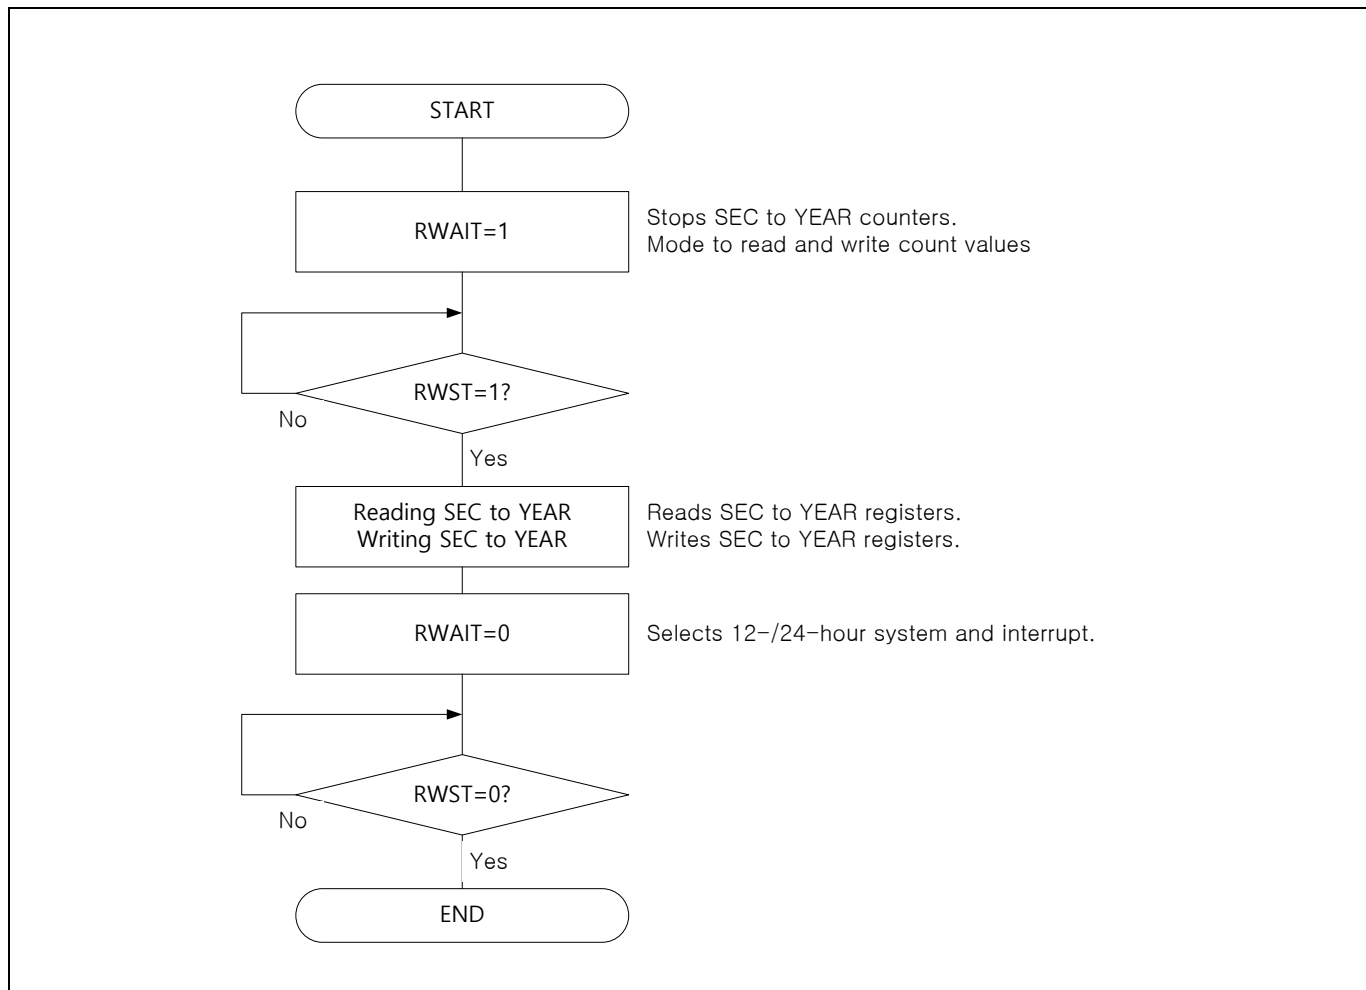 START
RWAIT=1
Stops SEC to YEAR counters.
Mode to read and write count values
RWST=1?
No
Yes
Reading SEC to YEAR
Writing SEC to YEAR
Reads SEC to YEAR registers.
Writes SEC to YEAR registers.
RWAIT=0
Selects 12-/24-hour system and interrupt.
RWST=0?
No
Yes
END